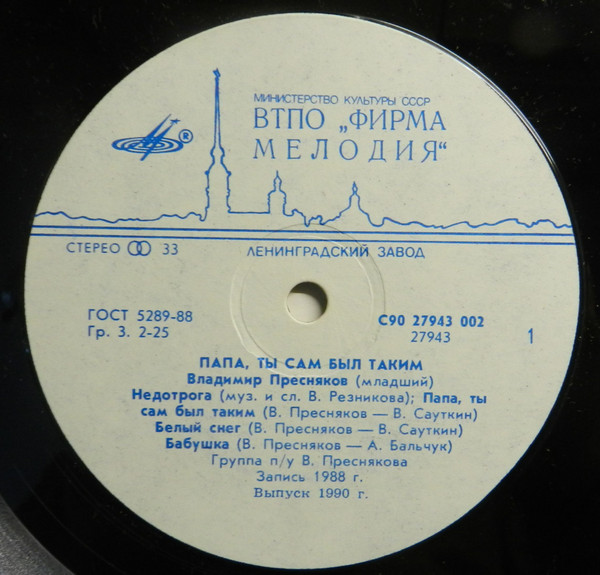 МИНИСТЕРСТВО КУЛЬТУРЫ СССР
ВТПО „ФИРМА
МЕЛОДИЯ“
®
СТЕРЕО 33
ЛЕНИНГРАДСКИЙ ЗАВОД
ГОСТ 5289-88
Гр. 3. 2-25
С90 27943 002
27943
1
ПАПА, ТЫ САМ БЫЛ ТАКИМ
Владимир Пресняков (младший)
Недотрога (муз. и сл. В. Резникова); Папа, ты
сам был таким (В. Пресняков — В. Сауткин)
Белый снег (В. Пресняков — В. Сауткин)
Бабушка (В. Пресняков — А. Бальчук)
Группа п/у В. Преснякова
Запись 1988 г.
Выпуск 1990 г.